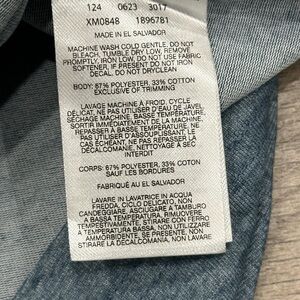 124 0623 3017
XM0848 1896781
MADE IN EL SALVADOR
MACHINE WASH COLD GENTLE, DO NOT
BLEACH, TUMBLE DRY LOW, REMOVE
PROMPTLY, IRON LOW, DO NOT USE FABRIC
SOFTENER, IF PRESENT DO NOT IRON
DECAL, DO NOT DRYCLEAN
BODY: 67% POLYESTER, 33% COTTON
EXCLUSIVE OF TRIMMING
LAVAGE MACHINE À FROID, CYCLE
DÉLICAT, NE PAS UTILISER D'EAU DE JAVEL,
SÉCHAGE MACHINE BASSE TEMPÉRATURE,
SORTIR IMMÉDIATEMENT DE LA MACHINE,
REPASSER À BASSE TEMPÉRATURE, NE
PAS UTILISER D'ASSOUPLISSANT, LE
CAS ÉCHÉANT, NE PAS REPASSER LA
DÉCALCOMANIE, NETTOYAGE À SEC
INTERDIT
CORPS: 67% POLYESTER, 33% COTON
SAUF LES BORDURES
FABRIQUÉ AU EL SALVADOR
LAVARE IN LAVATRICE IN ACQUA
FREDDA, CICLO DELICATO, NON
CANDEGGIARE, ASCIUGARE A TAMBURO
A BASSA TEMPERATURA, RIMUOVERE
TEMPESTIVAMENTE, STIRARE CON FERRO
A BASSA TEMPERATURA, NON UTILIZZARE
AMMORBIDENTE, SE PRESENTE, NON
STIRARE LA DECALCOMANIA, NON LAVARE